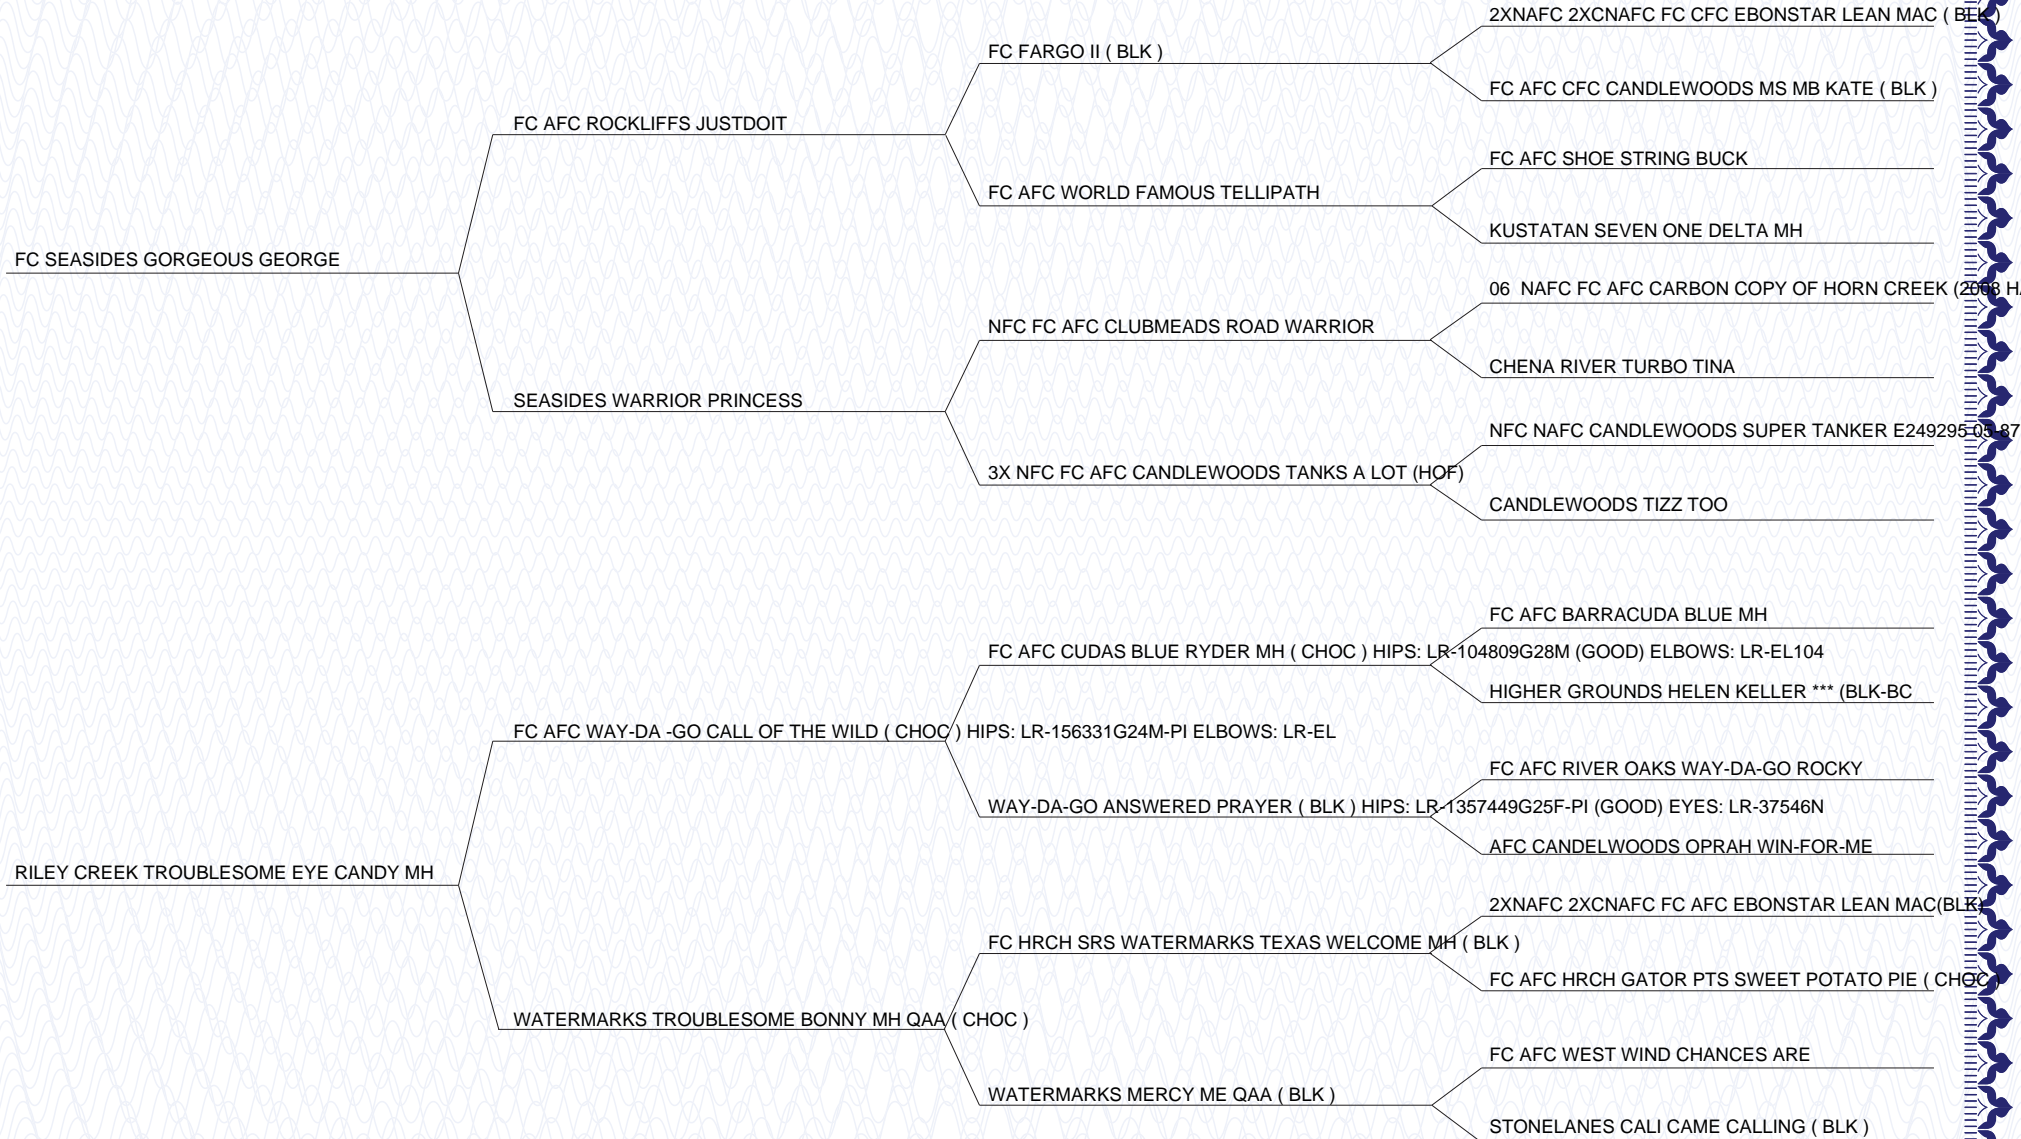 2XNAFC 2XCNAFC FC CFC EBONSTAR LEAN MAC ( BLK )
FC FARGO II ( BLK )
FC AFC CFC CANDLEWOODS MS MB KATE ( BLK )
FC AFC ROCKLIFFS JUSTDOIT
FC AFC SHOE STRING BUCK
FC AFC WORLD FAMOUS TELLIPATH
KUSTATAN SEVEN ONE DELTA MH
FC SEASIDES GORGEOUS GEORGE
06 NAFC FC AFC CARBON COPY OF HORN CREEK (2008 HA
NFC FC AFC CLUBMEADS ROAD WARRIOR
CHENA RIVER TURBO TINA
SEASIDES WARRIOR PRINCESS
NFC NAFC CANDLEWOODS SUPER TANKER E249295 05-87
3X NFC FC AFC CANDLEWOODS TANKS A LOT (HOF)
CANDLEWOODS TIZZ TOO
FC AFC BARRACUDA BLUE MH
FC AFC CUDAS BLUE RYDER MH ( CHOC ) HIPS: LR-104809G28M (GOOD) ELBOWS: LR-EL104
HIGHER GROUNDS HELEN KELLER *** (BLK-BC
FC AFC WAY-DA -GO CALL OF THE WILD ( CHOC ) HIPS: LR-156331G24M-PI ELBOWS: LR-EL
FC AFC RIVER OAKS WAY-DA-GO ROCKY
WAY-DA-GO ANSWERED PRAYER ( BLK ) HIPS: LR-1357449G25F-PI (GOOD) EYES: LR-37546N
AFC CANDELWOODS OPRAH WIN-FOR-ME
RILEY CREEK TROUBLESOME EYE CANDY MH
2XNAFC 2XCNAFC FC AFC EBONSTAR LEAN MAC(BLK)
FC HRCH SRS WATERMARKS TEXAS WELCOME MH ( BLK )
FC AFC HRCH GATOR PTS SWEET POTATO PIE ( CHOC )
WATERMARKS TROUBLESOME BONNY MH QAA ( CHOC )
FC AFC WEST WIND CHANCES ARE
WATERMARKS MERCY ME QAA ( BLK )
STONELANES CALI CAME CALLING ( BLK )